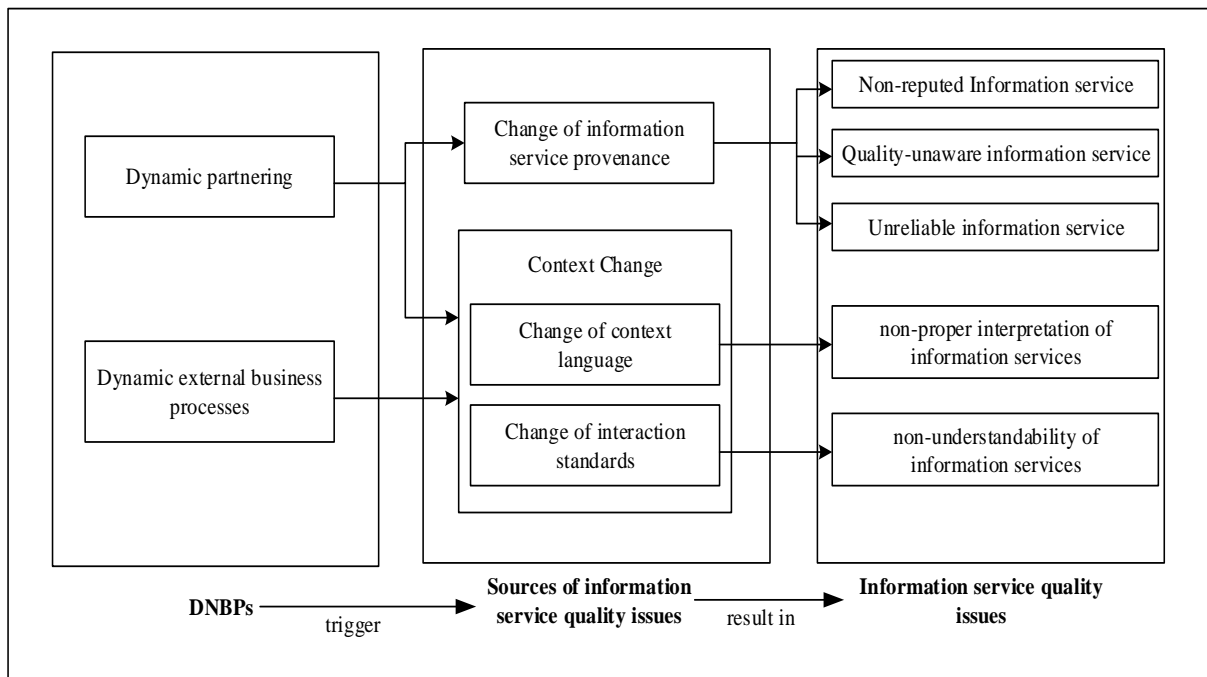 Dynamic partnering
Dynamic external business
processes
Change of information
service provenance
Context Change
Change of context
language
Change of interaction
standards
Non-reputed Information service
Quality-unaware information service
Unreliable information service
non-proper interpretation of
information services
non-understandability of
information services
DNBPs
trigger
Sources of information
service quality issues
result in
Information service quality
issues